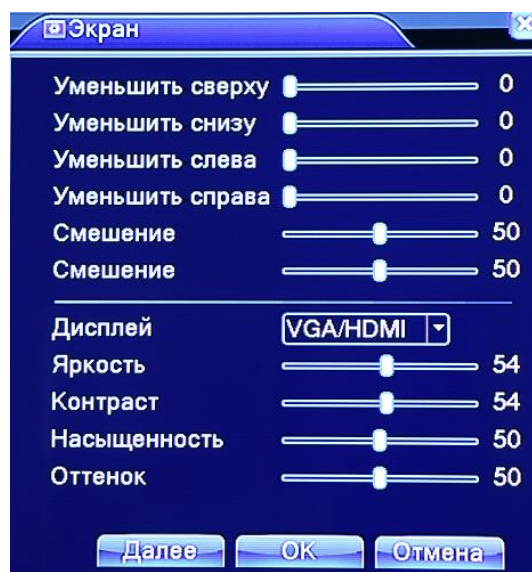 Экран
Уменьшить сверху 0
Уменьшить снизу 0
Уменьшить слева 0
Уменьшить справа 0
Смешение 50
Смешение 50
Дисплей VGA/HDMI
Яркость 54
Контраст 54
Насыщенность 50
Оттенок 50
Далее OK Отмена